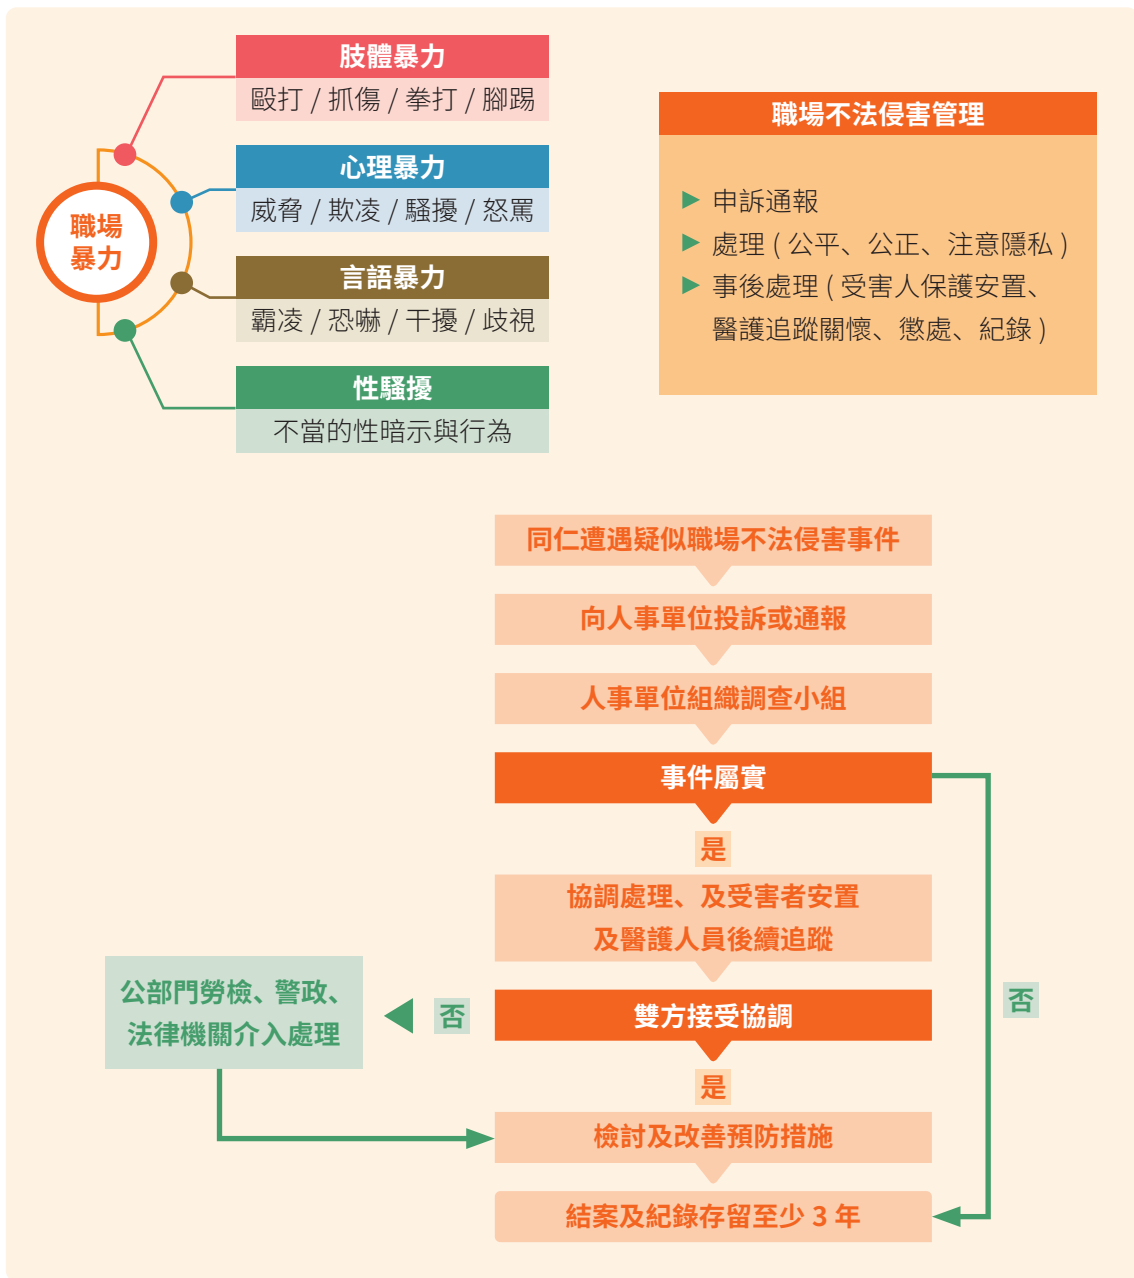 職場
暴力
肢體暴力
毆打 / 抓傷 / 拳打 / 腳踢
心理暴力
威脅 / 欺凌 / 騷擾 / 怒罵
言語暴力
霸凌 / 恐嚇 / 干擾 / 歧視
性騷擾
不當的性暗示與行為
職場不法侵害管理
申訴通報
處理 ( 公平、公正、注意隱私 )
事後處理 ( 受害人保護安置、
醫護追蹤關懷、懲處、紀錄 )
同仁遭遇疑似職場不法侵害事件
向人事單位投訴或通報
人事單位組織調查小組
事件屬實
是
協調處理、及受害者安置
及醫護人員後續追蹤
否
雙方接受協調
否
公部門勞檢、警政、
法律機關介入處理
是
檢討及改善預防措施
結案及紀錄存留至少 3 年